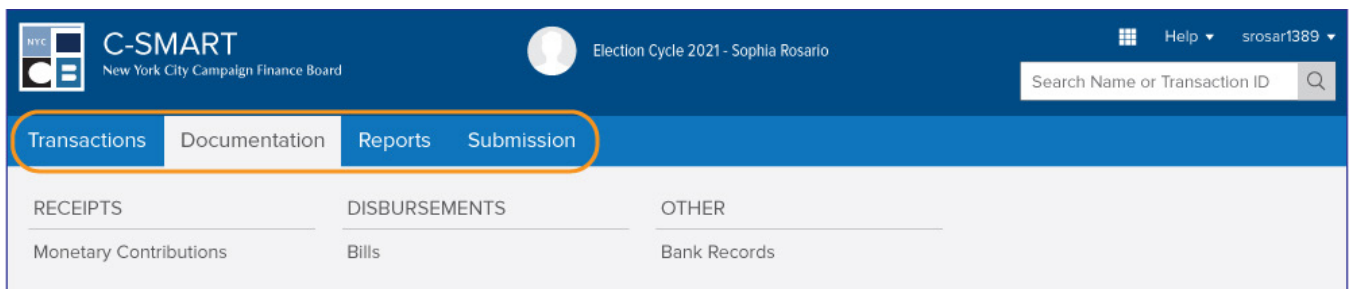 NYC
CFB
C-SMART
New York City Campaign Finance Board
Election Cycle 2021 - Sophia Rosario
Help
srosar1389
Search Name or Transaction ID
Transactions
Documentation
Reports
Submission
RECEIPTS
DISBURSEMENTS
OTHER
Monetary Contributions
Bills
Bank Records